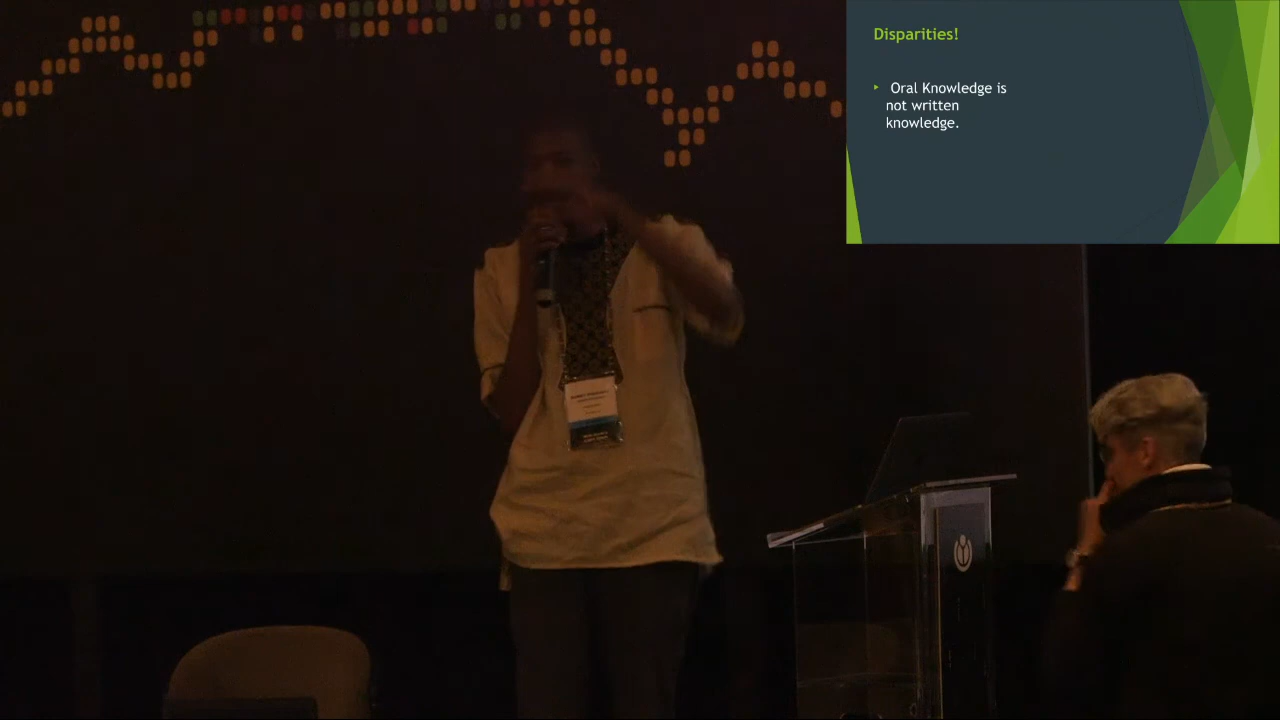 Disparities!
Oral Knowledge is
not written
knowledge.